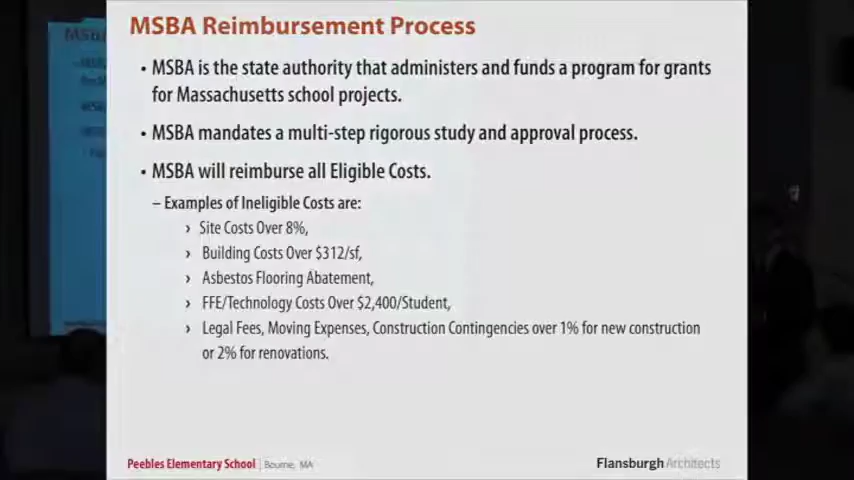 MSBA Reimbursement Process
• MSBA is the state authority that administers and funds a program for grants
for Massachusetts school projects.
• MSBA mandates a multi-step rigorous study and approval process.
• MSBA will reimburse all Eligible Costs.
– Examples of Ineligible Costs are:
› Site Costs Over 8%,
› Building Costs Over $312/sf,
› Asbestos Flooring Abatement,
› FFE/Technology Costs Over $2,400/Student,
› Legal Fees, Moving Expenses, Construction Contingencies over 1% for new construction
or 2% for renovations.
Peebles Elementary School | Bourne, MA
Flansburgh Architects